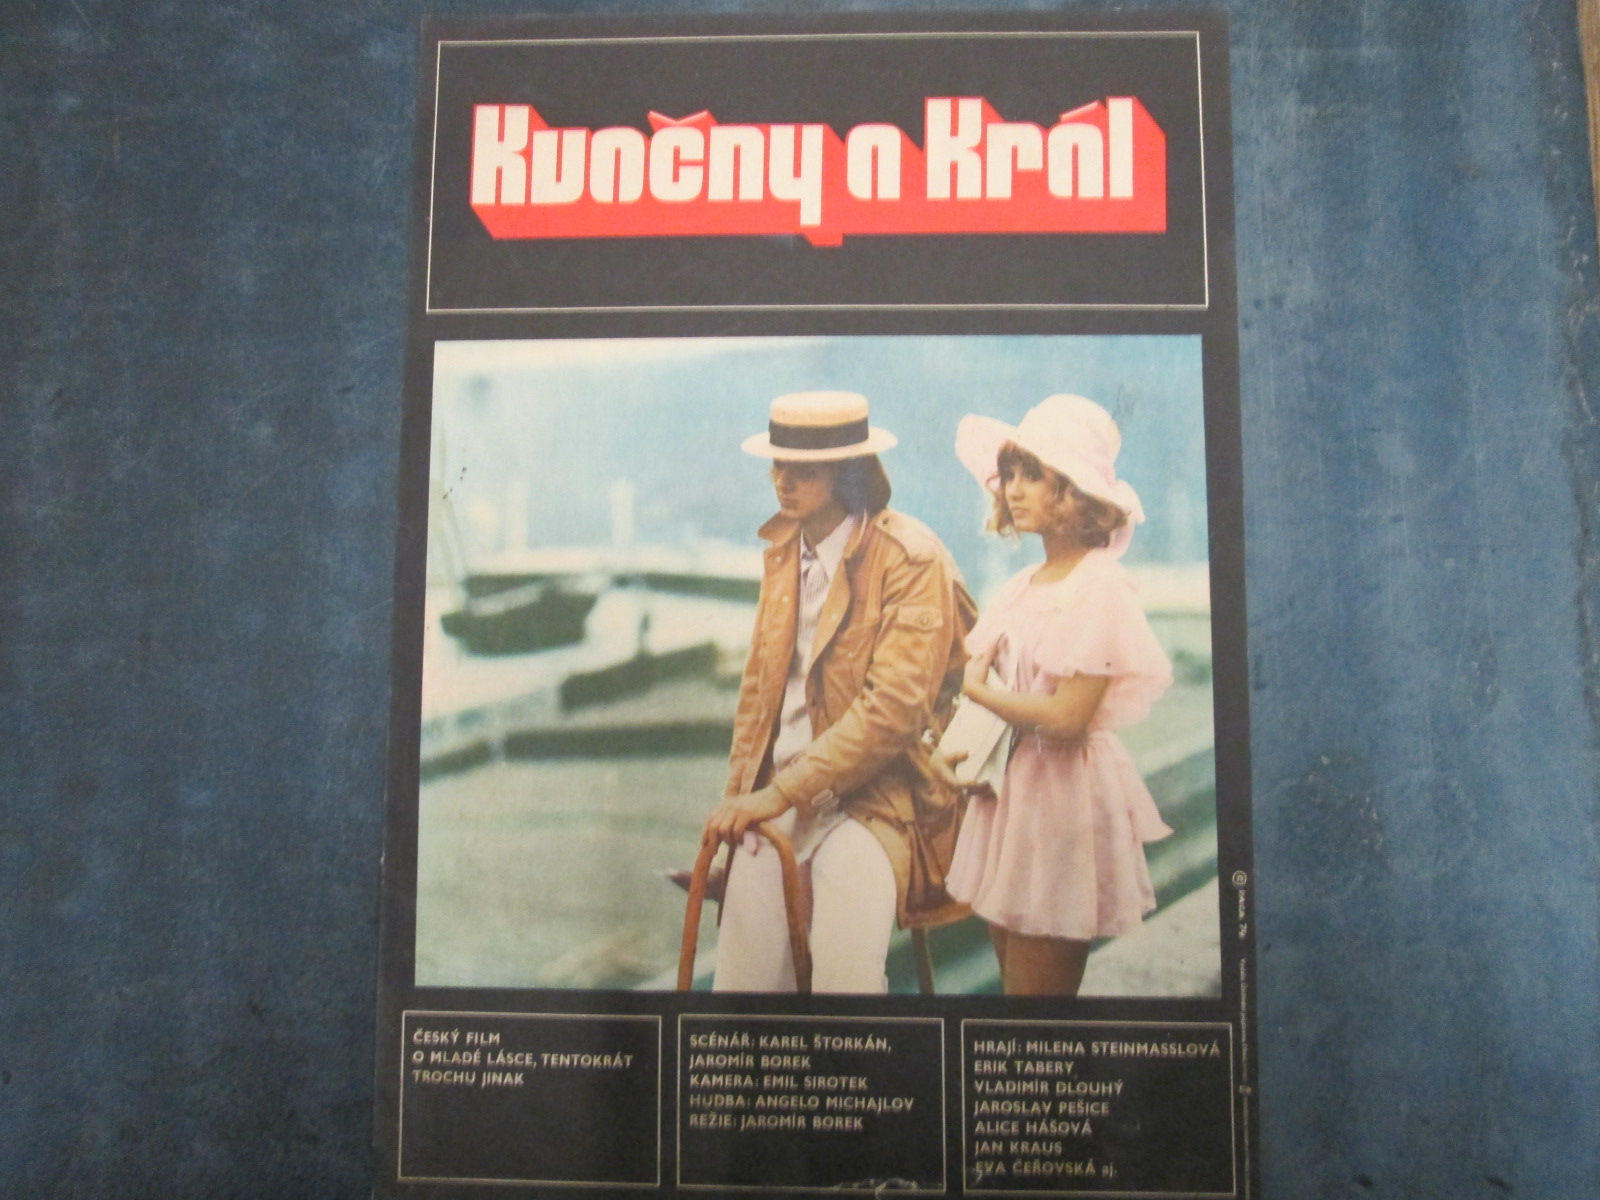 Kvočny a Král
ČESKÝ FILM
O MLADÉ LÁSCE, TENTOKRÁT
TROCHU JINAK
SCÉNÁŘ: KAREL ŠTORKÁN,
JAROMÍR BOREK
KAMERA: EMIL SIROTEK
HUDBA: ANGELO MICHAJLOV
REŽIE: JAROMÍR BOREK
HRAJÍ: MILENA STEINMASSLOVÁ
ERIK TABERY
VLADIMÍR DLOUHÝ
JAROSLAV PEŠICE
ALICE HÁŠOVÁ
JAN KRAUS
EVA ČEŘOVSKÁ aj.